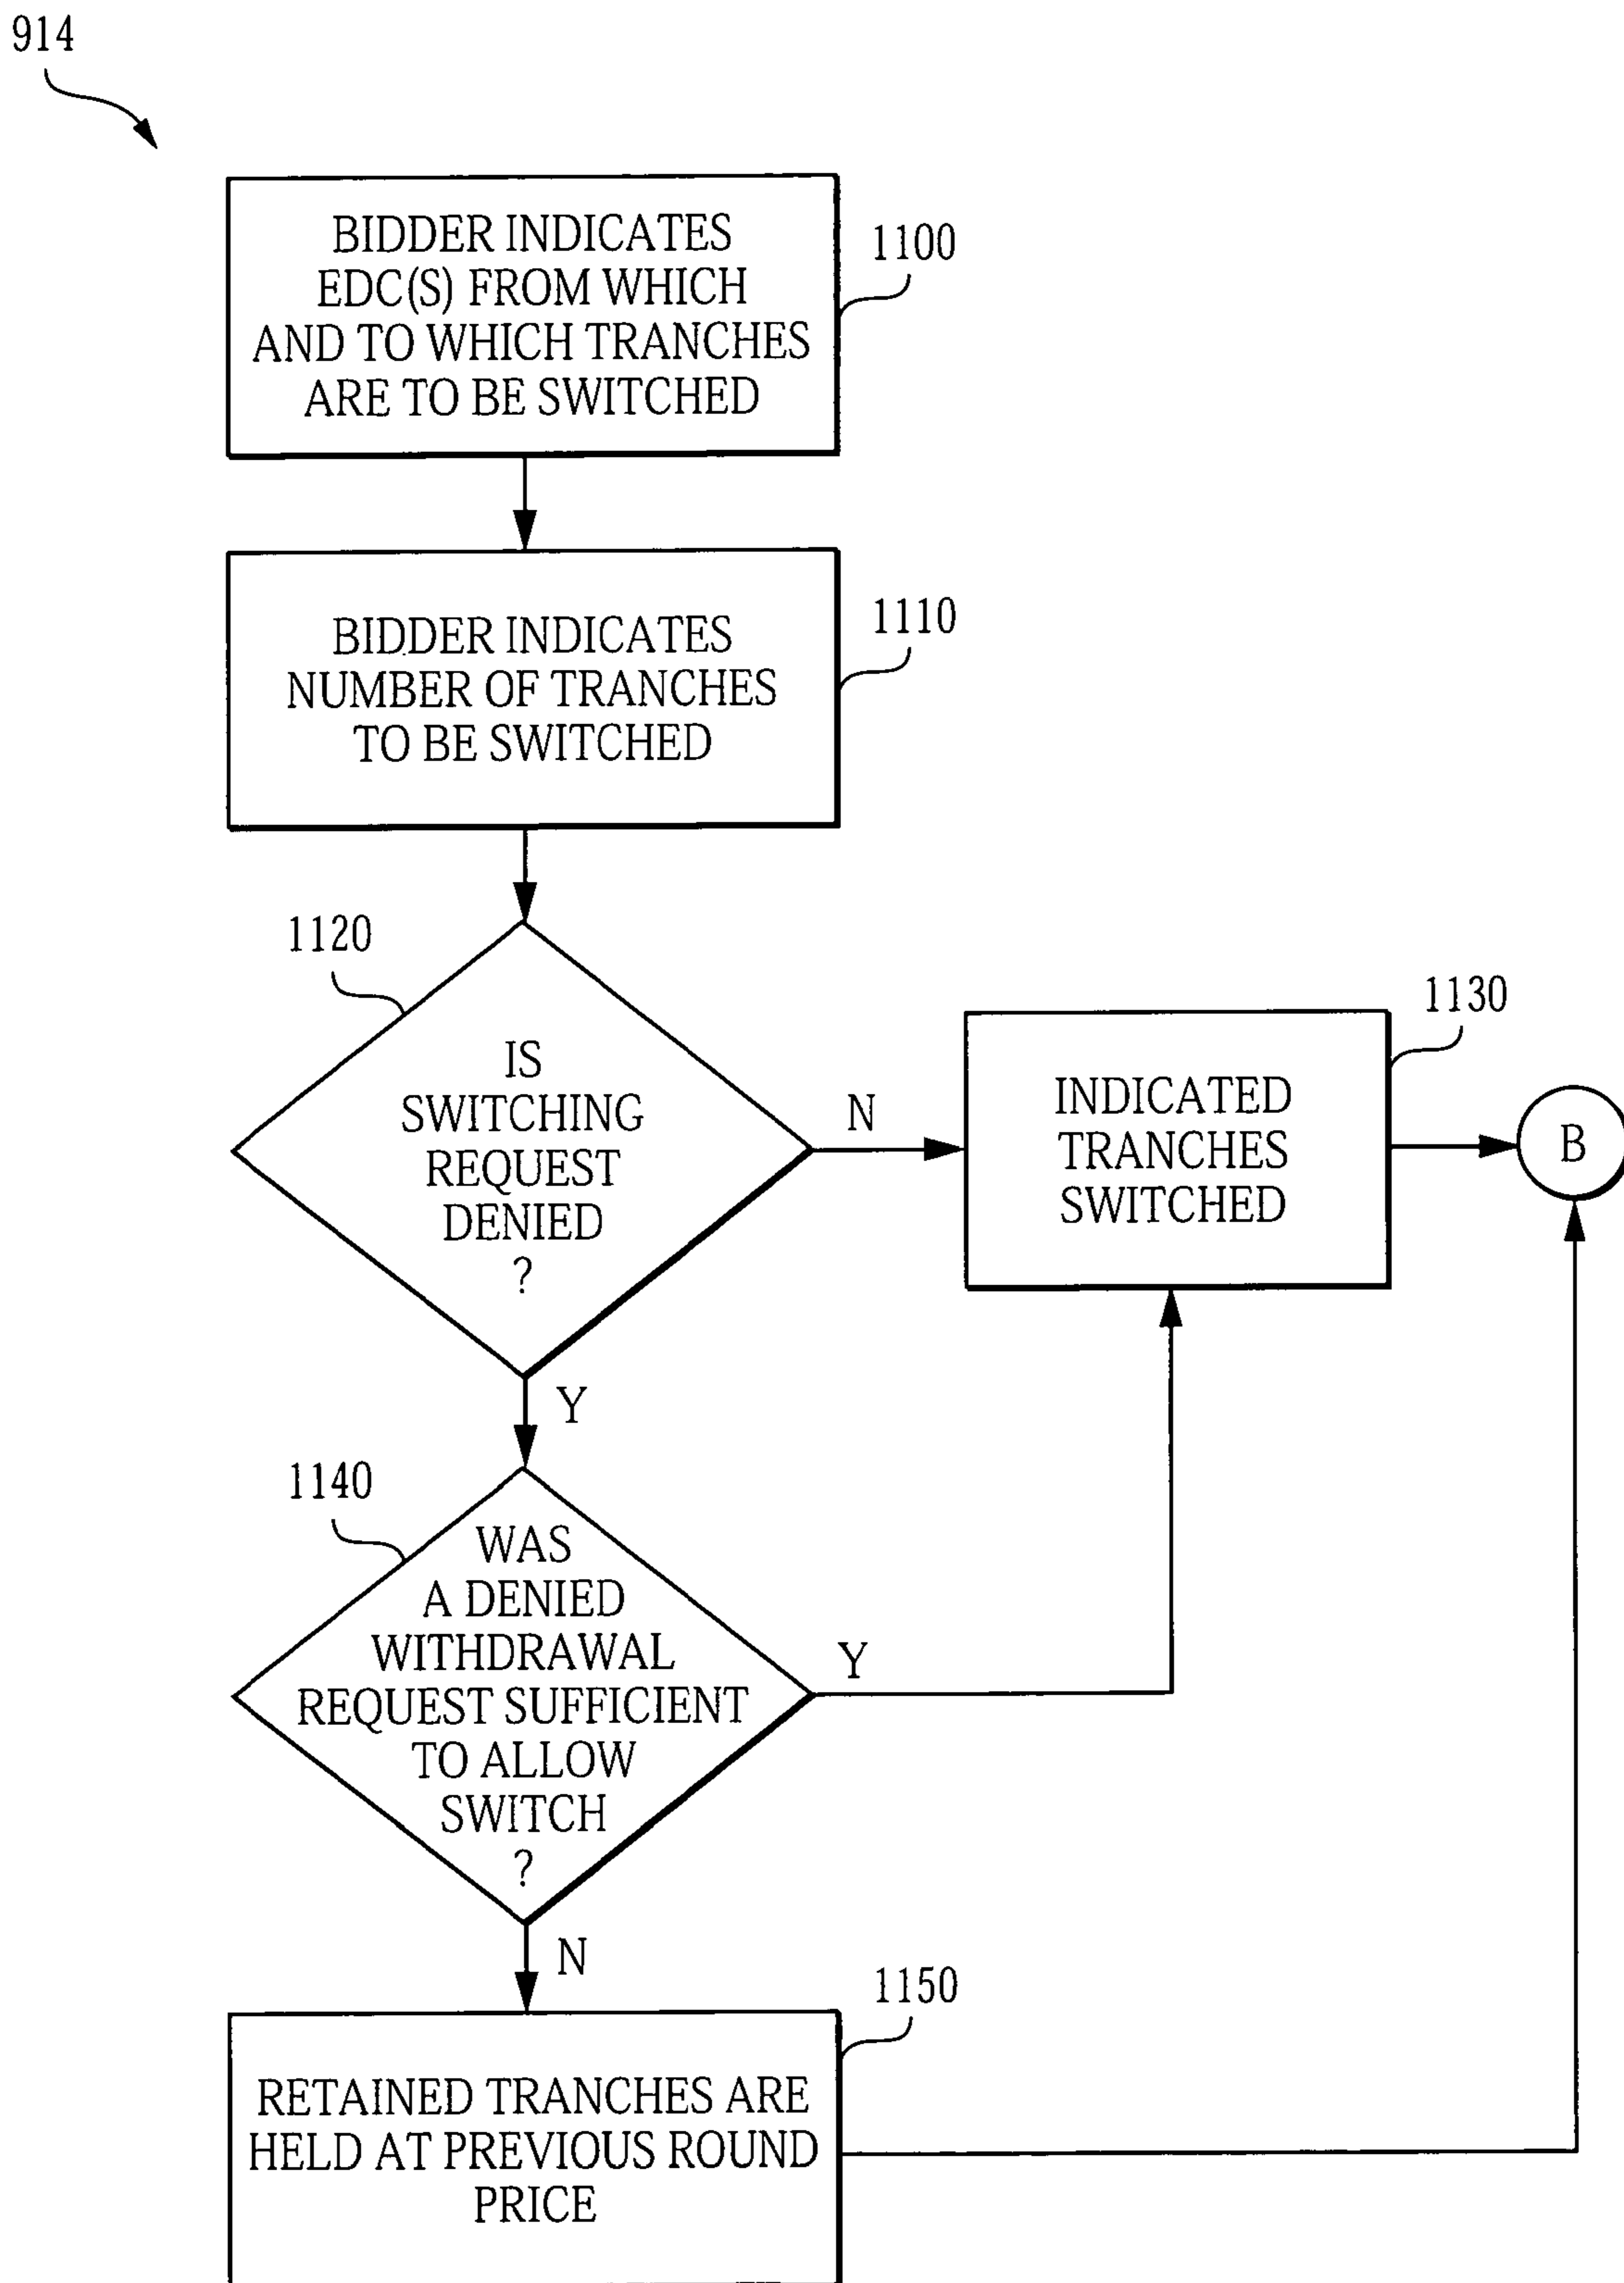 914
BIDDER INDICATES
EDC(S) FROM WHICH
AND TO WHICH TRANCHES
ARE TO BE SWITCHED
1100
BIDDER INDICATES
NUMBER OF TRANCHES
TO BE SWITCHED
1110
1120
IS
SWITCHING
REQUEST
DENIED
?
N
Y
INDICATED
TRANCHES
SWITCHED
1130
B
1140
WAS
A DENIED
WITHDRAWAL
REQUEST SUFFICIENT
TO ALLOW
SWITCH
?
Y
N
RETAINED TRANCHES ARE
HELD AT PREVIOUS ROUND
PRICE
1150